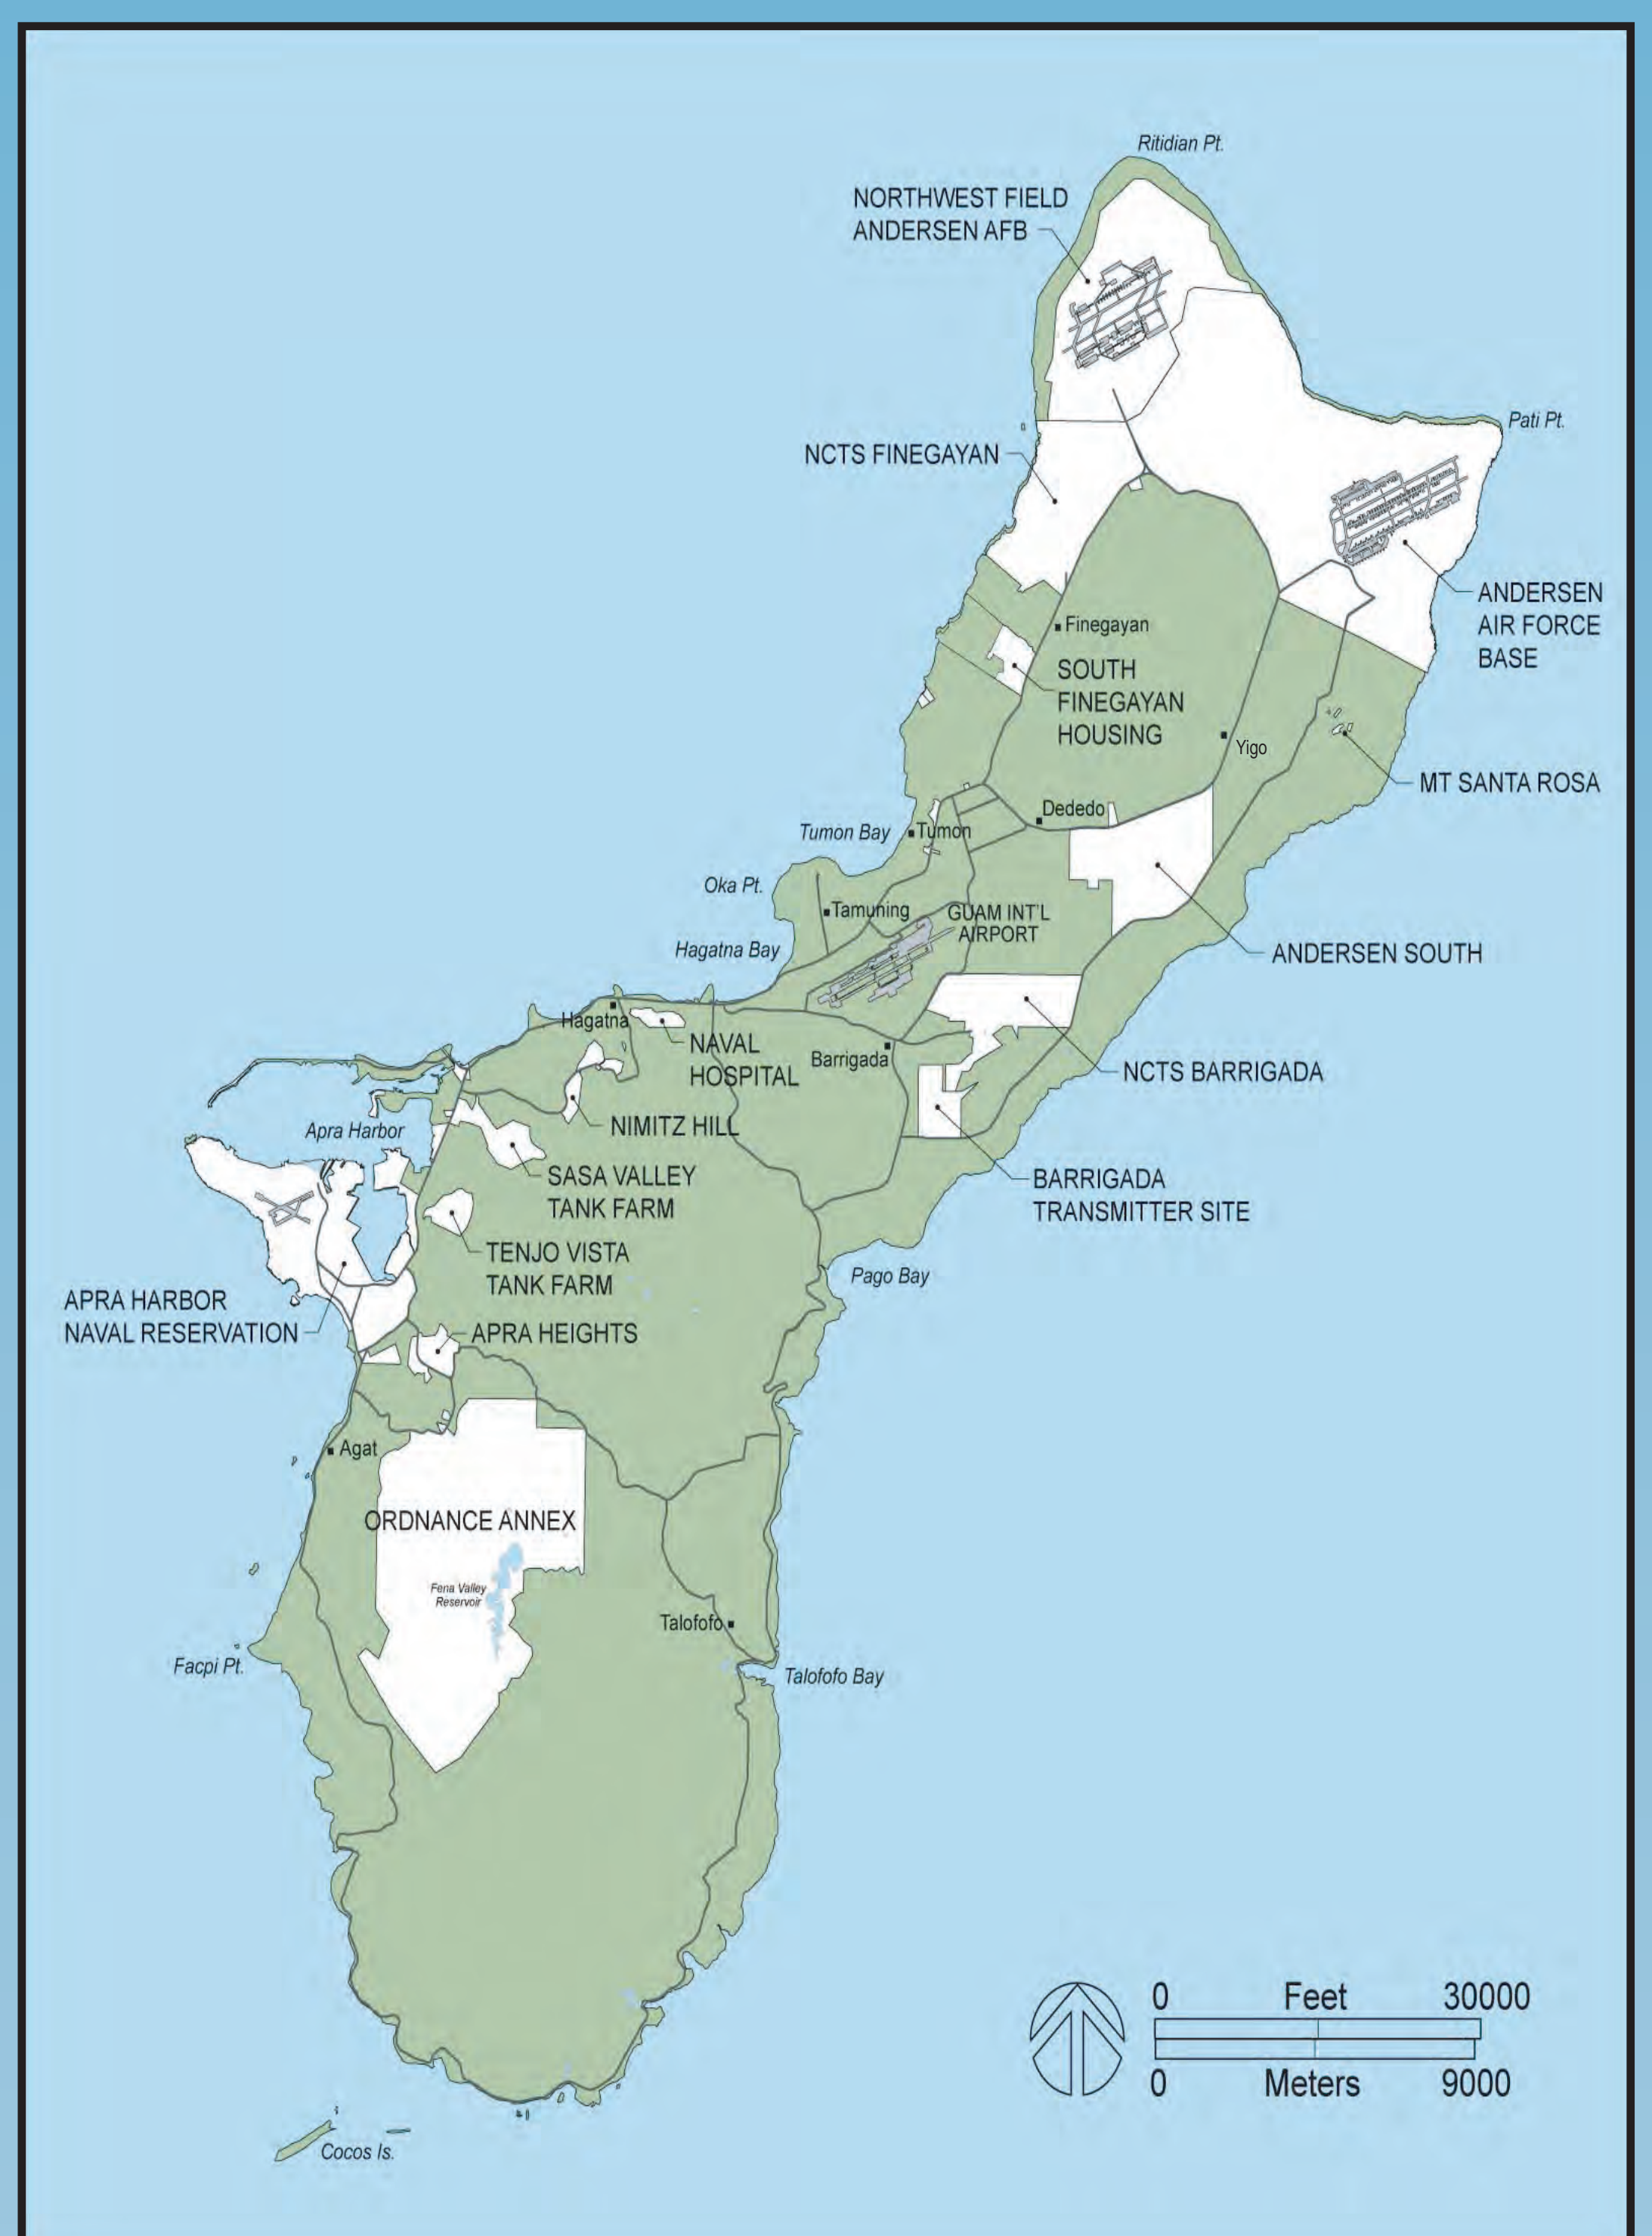 Ritidian Pt.
NORTHWEST FIELD
ANDERSEN AFB
Pati Pt.
NCTS FINEGAYAN
ANDERSEN
AIR FORCE
BASE
Finegayan
SOUTH
FINEGAYAN
HOUSING
Yigo
MT SANTA ROSA
Dededo
Tumon Bay
Tumon
Oka Pt.
Tamuning
GUAM INT'L
AIRPORT
Hagatna Bay
ANDERSEN SOUTH
Hagatna
NAVAL
HOSPITAL
Barrigada
NCTS BARRIGADA
NIMITZ HILL
Apra Harbor
SASA VALLEY
TANK FARM
BARRIGADA
TRANSMITTER SITE
TENJO VISTA
TANK FARM
Pago Bay
APRA HARBOR
NAVAL RESERVATION
APRA HEIGHTS
Agat
ORDNANCE ANNEX
Fena Valley
Reservoir
Talofofo
Facpi Pt.
Talofofo Bay
0 Feet 30000
0 Meters 9000
Cocos Is.